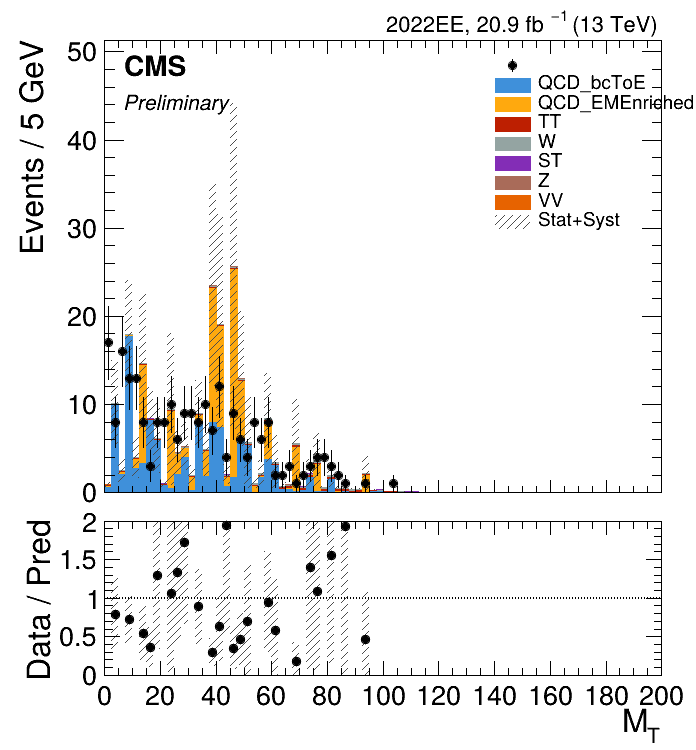 2022EE, 20.9 fb⁻¹ (13 TeV)
Events / 5 GeV
CMS
Preliminary
QCD_bcToE
QCD_EMEnriched
TT
W
ST
Z
VV
Stat+Syst
50
40
30
20
10
0
Data / Pred
2
1.5
1
0.5
0
0 20 40 60 80 100 120 140 160 180 200
M_T